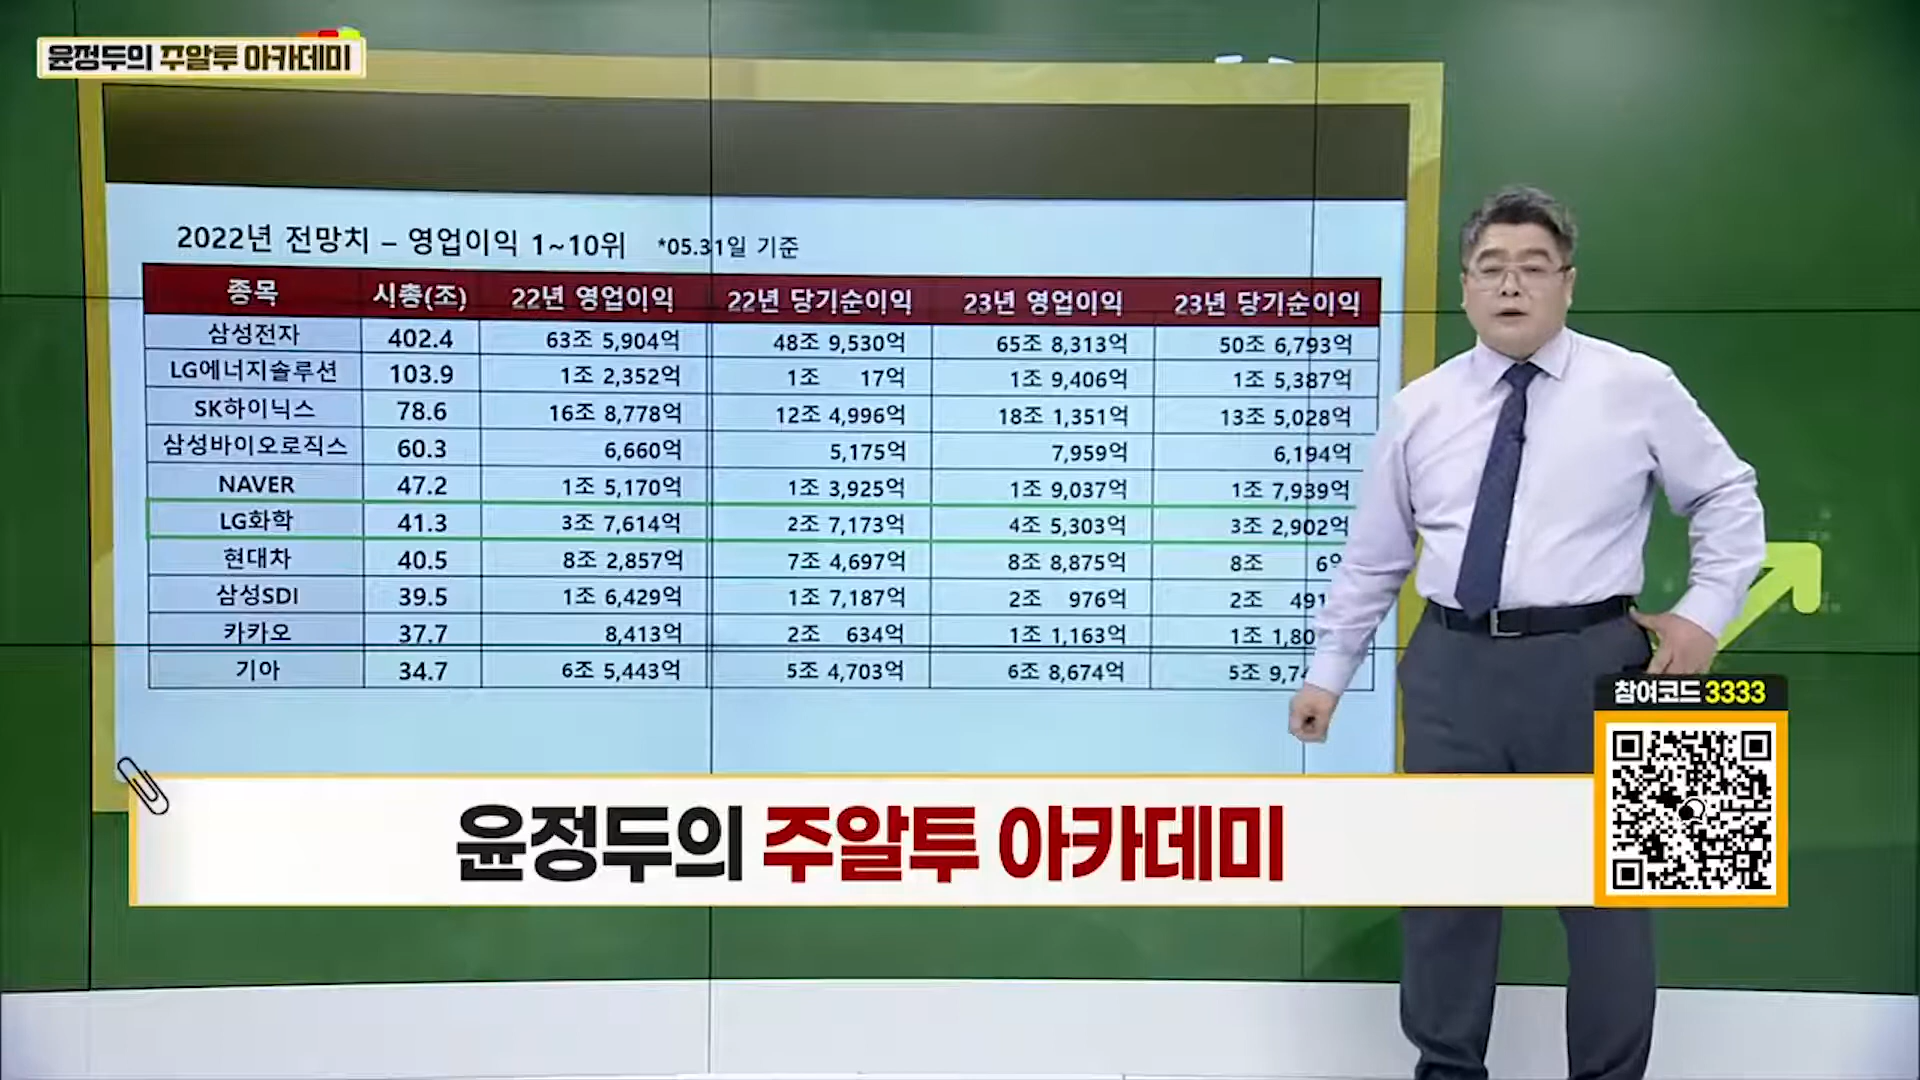 윤정두의 주알투 아카데미
2022년 전망치 – 영업이익 1~10위 *05.31일 기준
종목 시총(조) 22년 영업이익 22년 당기순이익 23년 영업이익 23년 당기순이익
삼성전자 402.4 63조 5,904억 48조 9,530억 65조 8,313억 50조 6,793억
LG에너지솔루션 103.9 1조 2,352억 1조 17억 1조 9,406억 1조 5,387억
SK하이닉스 78.6 16조 8,778억 12조 4,996억 18조 1,351억 13조 5,028억
삼성바이오로직스 60.3 6,660억 5,175억 7,959억 6,194억
NAVER 47.2 1조 5,170억 1조 3,925억 1조 9,037억 1조 7,939억
LG화학 41.3 3조 7,614억 2조 7,173억 4조 5,303억 3조 2,902억
현대차 40.5 8조 2,857억 7조 4,697억 8조 8,875억 8조 6억
삼성SDI 39.5 1조 6,429억 1조 7,187억 2조 976억 2조 491
카카오 37.7 8,413억 2조 634억 1조 1,163억 1조 1,80
기아 34.7 6조 5,443억 5조 4,703억 6조 8,674억 5조
참여코드 3333
윤정두의 주알투 아카데미